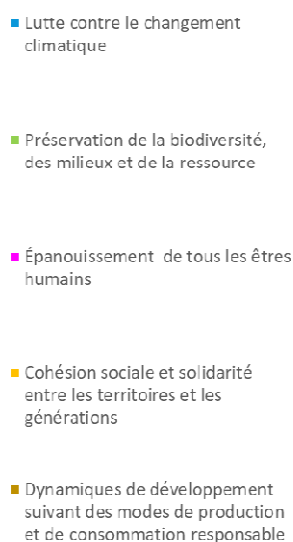 Lutte contre le changement
climatique
Préservation de la biodiversité,
des milieux et de la ressource
Épanouissement de tous les êtres
humains
Cohésion sociale et solidarité
entre les territoires et les
générations
Dynamiques de développement
suivant des modes de production
et de consommation responsable